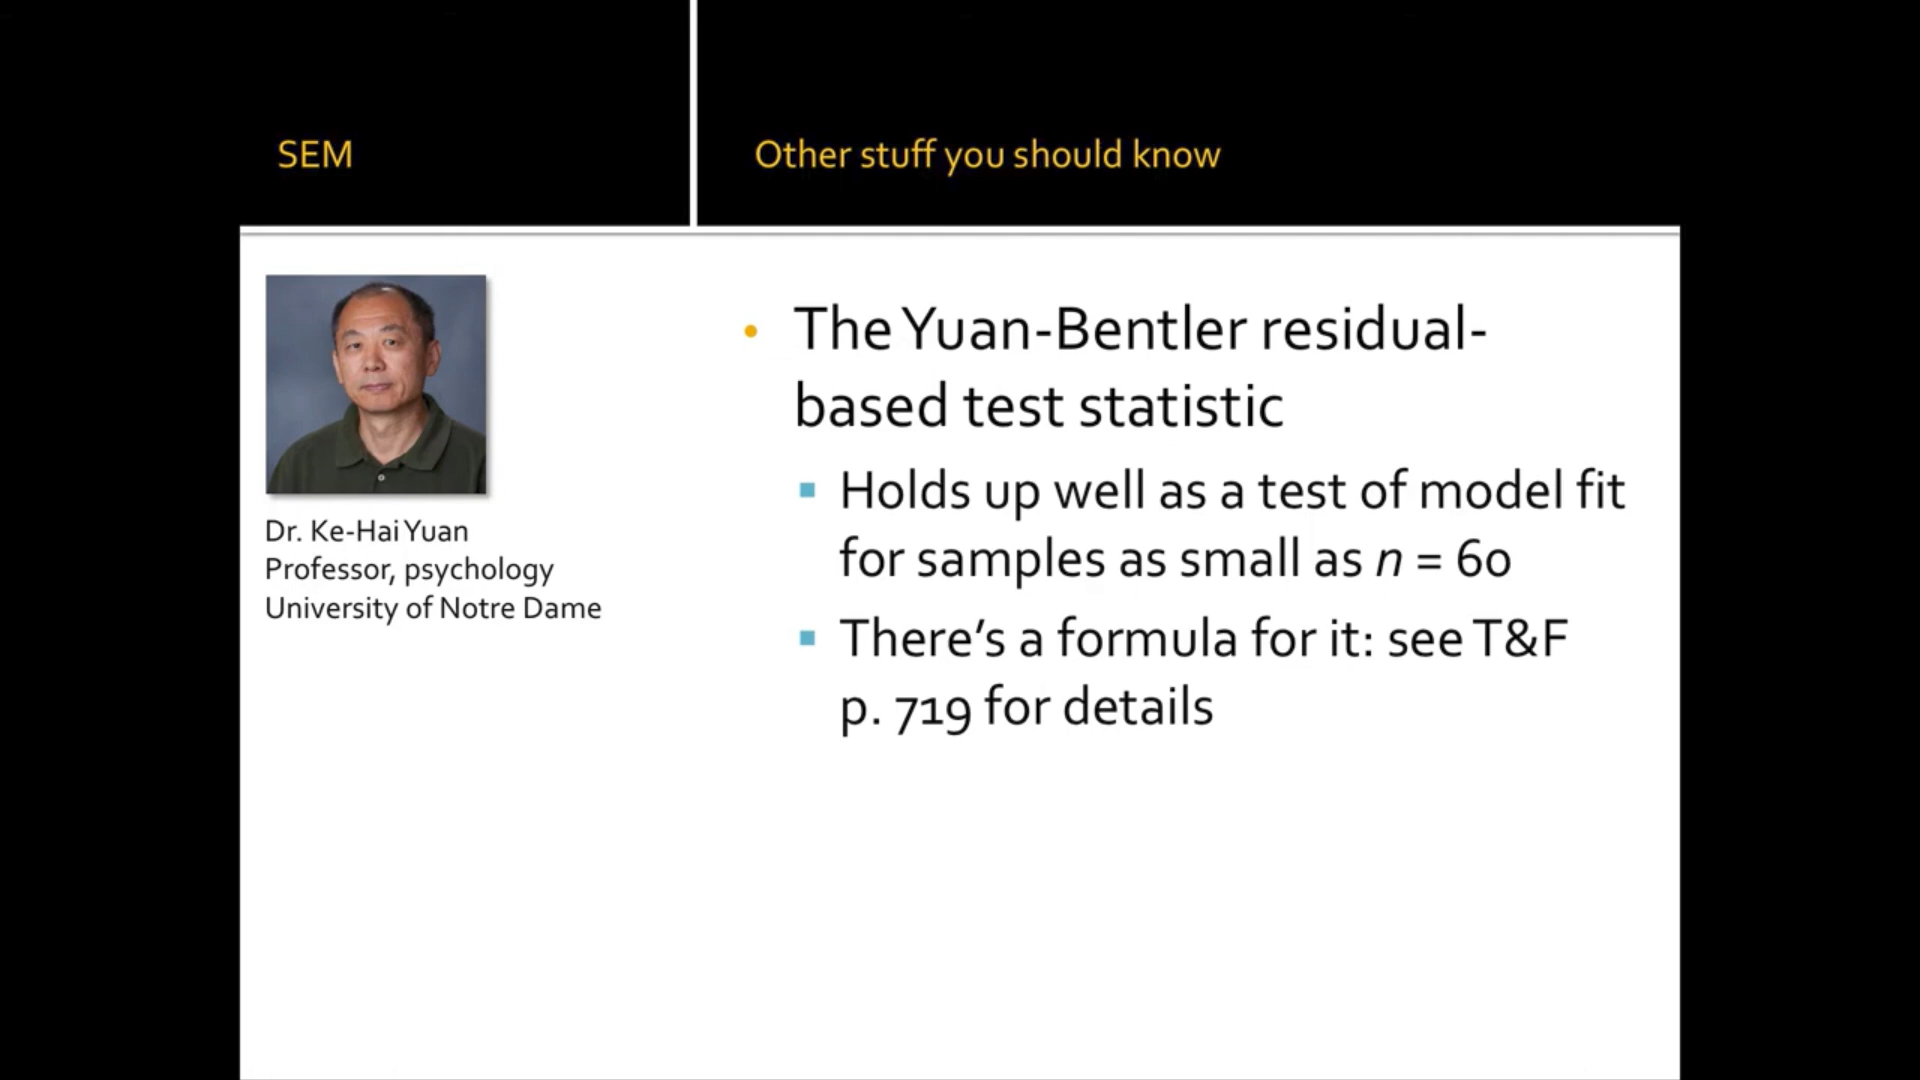 SEM
Other stuff you should know
Dr. Ke-Hai Yuan
Professor, psychology
University of Notre Dame
The Yuan-Bentler residual-
based test statistic
Holds up well as a test of model fit
for samples as small as n = 60
There’s a formula for it: see T&F
p. 719 for details